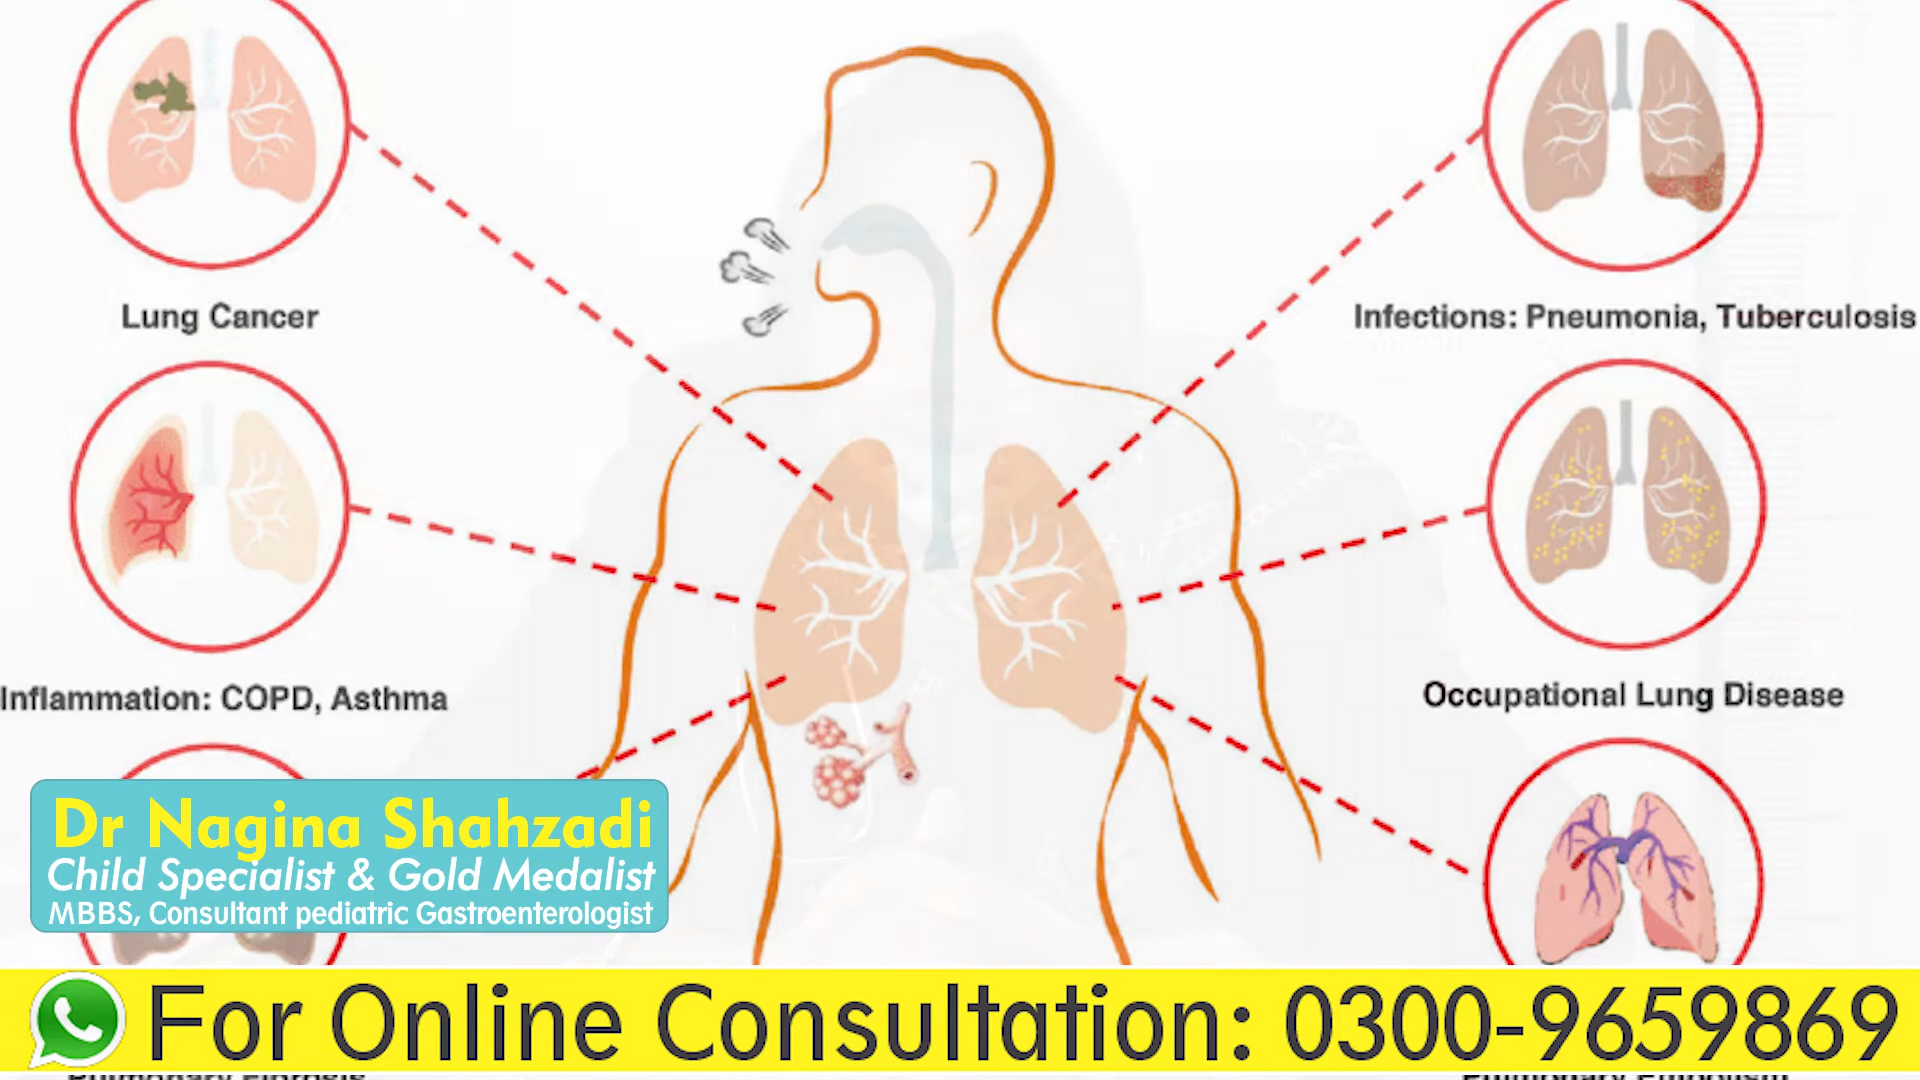 Lung Cancer
Infections: Pneumonia, Tuberculosis
Inflammation: COPD, Asthma
Occupational Lung Disease
Dr Nagina Shahzadi
Child Specialist & Gold Medalist
MBBS, Consultant pediatric Gastroenterologist
For Online Consultation: 0300-9659869